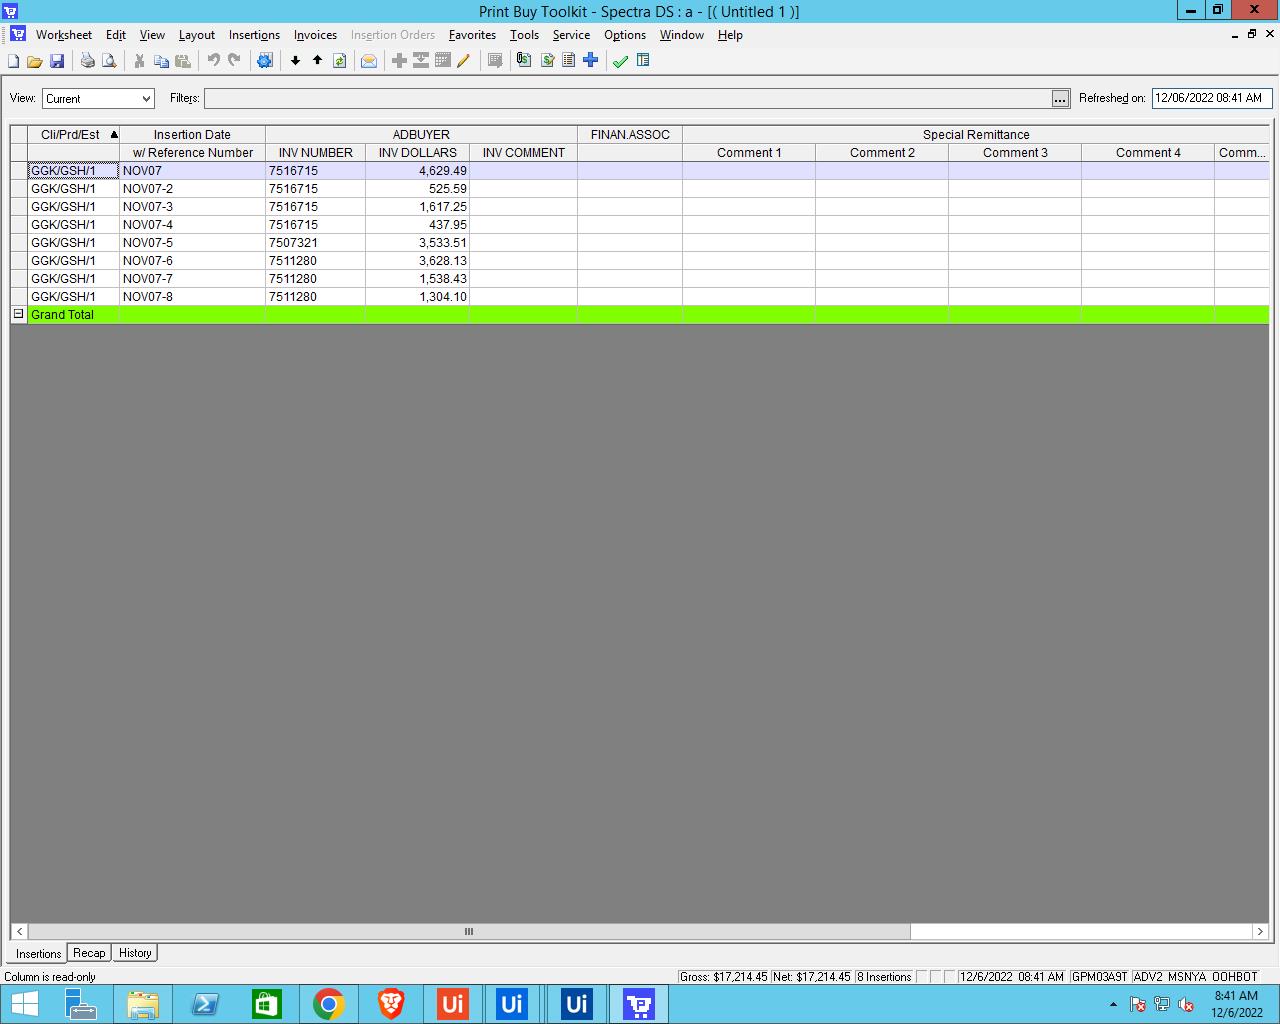 Print Buy Toolkit - Spectra DS : a - [( Untitled 1 )]
Worksheet Edit View Layout Insertions Invoices Insertion Orders Favorites Tools Service Options Window Help
View: Current Filters: ... Refreshed on: 12/06/2022 08:41 AM
Cli/Prd/Est Insertion Date ADBUYER FINAN.ASSOC Special Remittance
w/ Reference Number INV NUMBER INV DOLLARS INV COMMENT Comment 1 Comment 2 Comment 3 Comment 4 Comm...
GGK/GSH/1 NOV07 7516715 4,629.49
GGK/GSH/1 NOV07-2 7516715 525.59
GGK/GSH/1 NOV07-3 7516715 1,617.25
GGK/GSH/1 NOV07-4 7516715 437.95
GGK/GSH/1 NOV07-5 7507321 3,533.51
GGK/GSH/1 NOV07-6 7511280 3,628.13
GGK/GSH/1 NOV07-7 7511280 1,538.43
GGK/GSH/1 NOV07-8 7511280 1,304.10
Grand Total
Insertions Recap History
Column is read-only Gross: $17,214.45 Net: $17,214.45 8 Insertions 12/6/2022 08:41 AM GPM03A9T ADV2 MSNYA OOHBOT
Ui Ui Ui 8:41 AM
12/6/2022